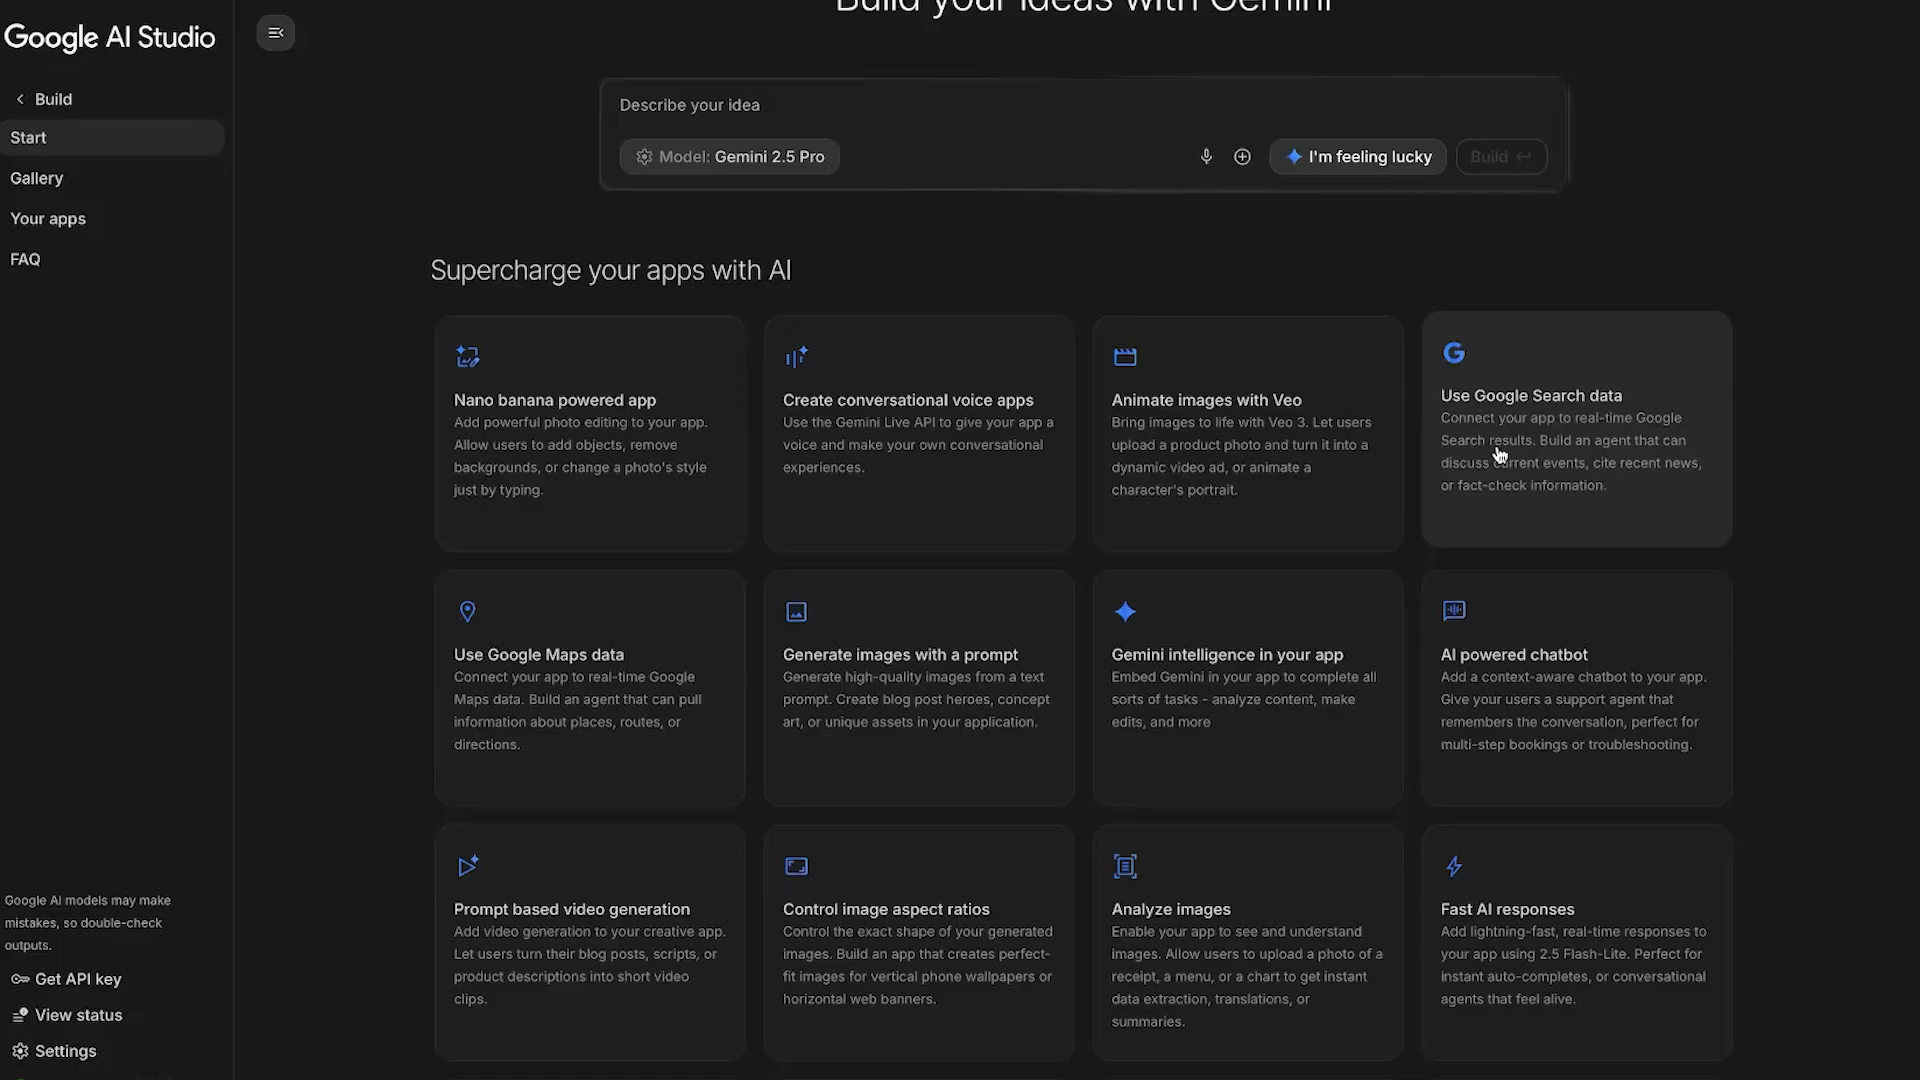 Build your ideas with Gemini
Google AI Studio
Build
Start
Gallery
Your apps
FAQ
Describe your idea
Model: Gemini 2.5 Pro
I'm feeling lucky
Build
Supercharge your apps with AI
Nano banana powered app
Add powerful photo editing to your app.
Allow users to add objects, remove
backgrounds, or change a photo's style
just by typing.
Create conversational voice apps
Use the Gemini Live API to give your app a
voice and make your own conversational
experiences.
Animate images with Veo
Bring images to life with Veo 3. Let users
upload a product photo and turn it into a
dynamic video ad, or animate a
character's portrait.
Use Google Search data
Connect your app to real-time Google
Search results. Build an agent that can
discuss current events, cite recent news,
or fact-check information.
Use Google Maps data
Connect your app to real-time Google
Maps data. Build an agent that can pull
information about places, routes, or
directions.
Generate images with a prompt
Generate high-quality images from a text
prompt. Create blog post heroes, concept
art, or unique assets in your application.
Gemini intelligence in your app
Embed Gemini in your app to complete all
sorts of tasks - analyze content, make
edits, and more
AI powered chatbot
Add a context-aware chatbot to your app.
Give your users a support agent that
remembers the conversation, perfect for
multi-step bookings or troubleshooting.
Prompt based video generation
Add video generation to your creative app.
Let users turn their blog posts, scripts, or
product descriptions into short video
clips.
Control image aspect ratios
Control the exact shape of your generated
images. Build an app that creates perfect-
fit images for vertical phone wallpapers or
horizontal web banners.
Analyze images
Enable your app to see and understand
images. Allow users to upload a photo of a
receipt, a menu, or a chart to get instant
data extraction, translations, or
summaries.
Fast AI responses
Add lightning-fast, real-time responses to
your app using 2.5 Flash-Lite. Perfect for
instant auto-completes, or conversational
agents that feel alive.
Google AI models may make
mistakes, so double-check
outputs.
Get API key
View status
Settings